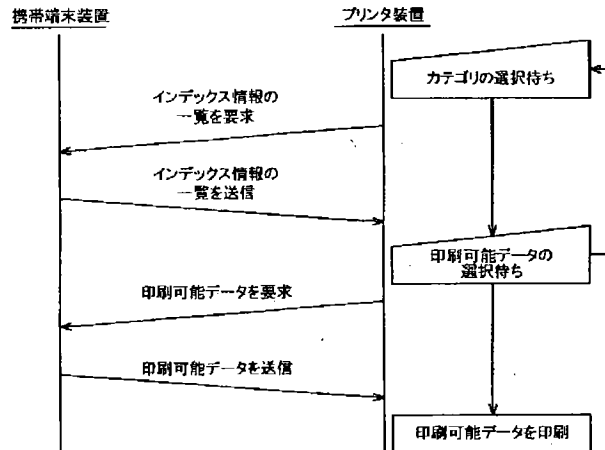 携帯端末装置
プリンタ装置
カテゴリの選択待ち
インデックス情報の
一覧を要求
インデックス情報の
一覧を送信
印刷可能データの
選択待ち
印刷可能データを要求
印刷可能データを送信
印刷可能データを印刷